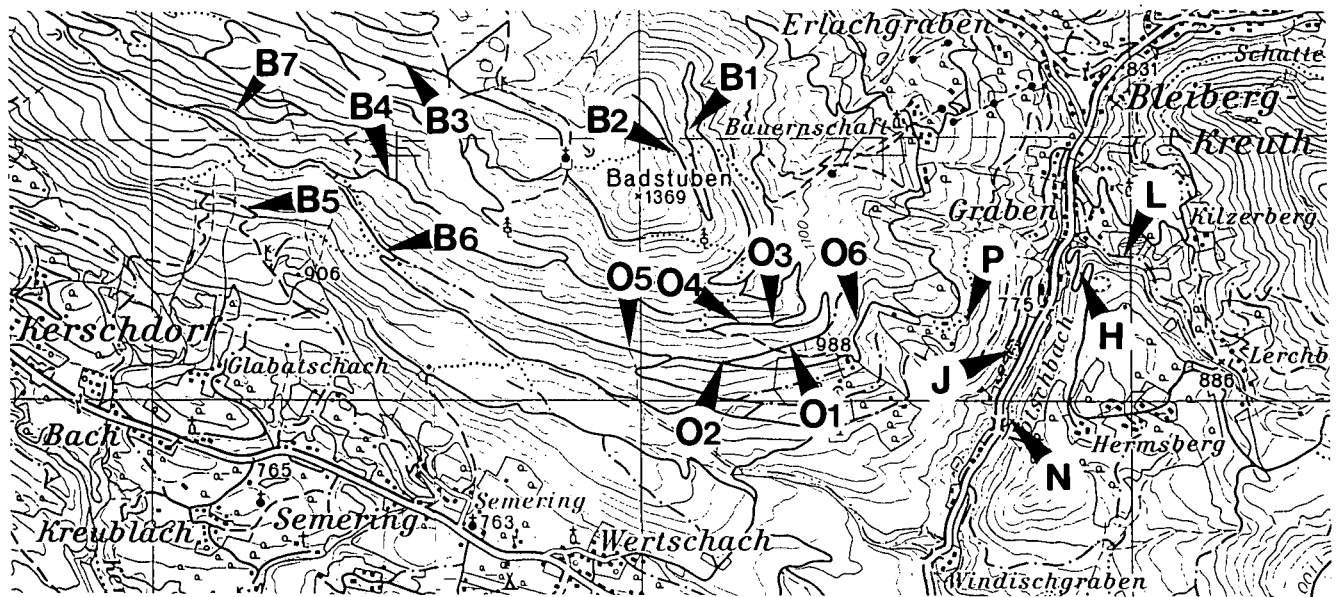 Erlachgraben
Schatte
B7
B1
831
Bleiberg-
Kreuth
B4
B3
B2
Bauernschaft
Badstuben
1369
Graben
L
Kilzerberg
B5
B6
1001
O3
O6
P
906
O5
O4
775
H
Kerschdorf
988
Lerchb
Glabatschach
J
886
O2
O1
Bach
Hermsberg
765
N
Semering
Kreublach
Semering
763
Wertschach
Windischgraben
1100